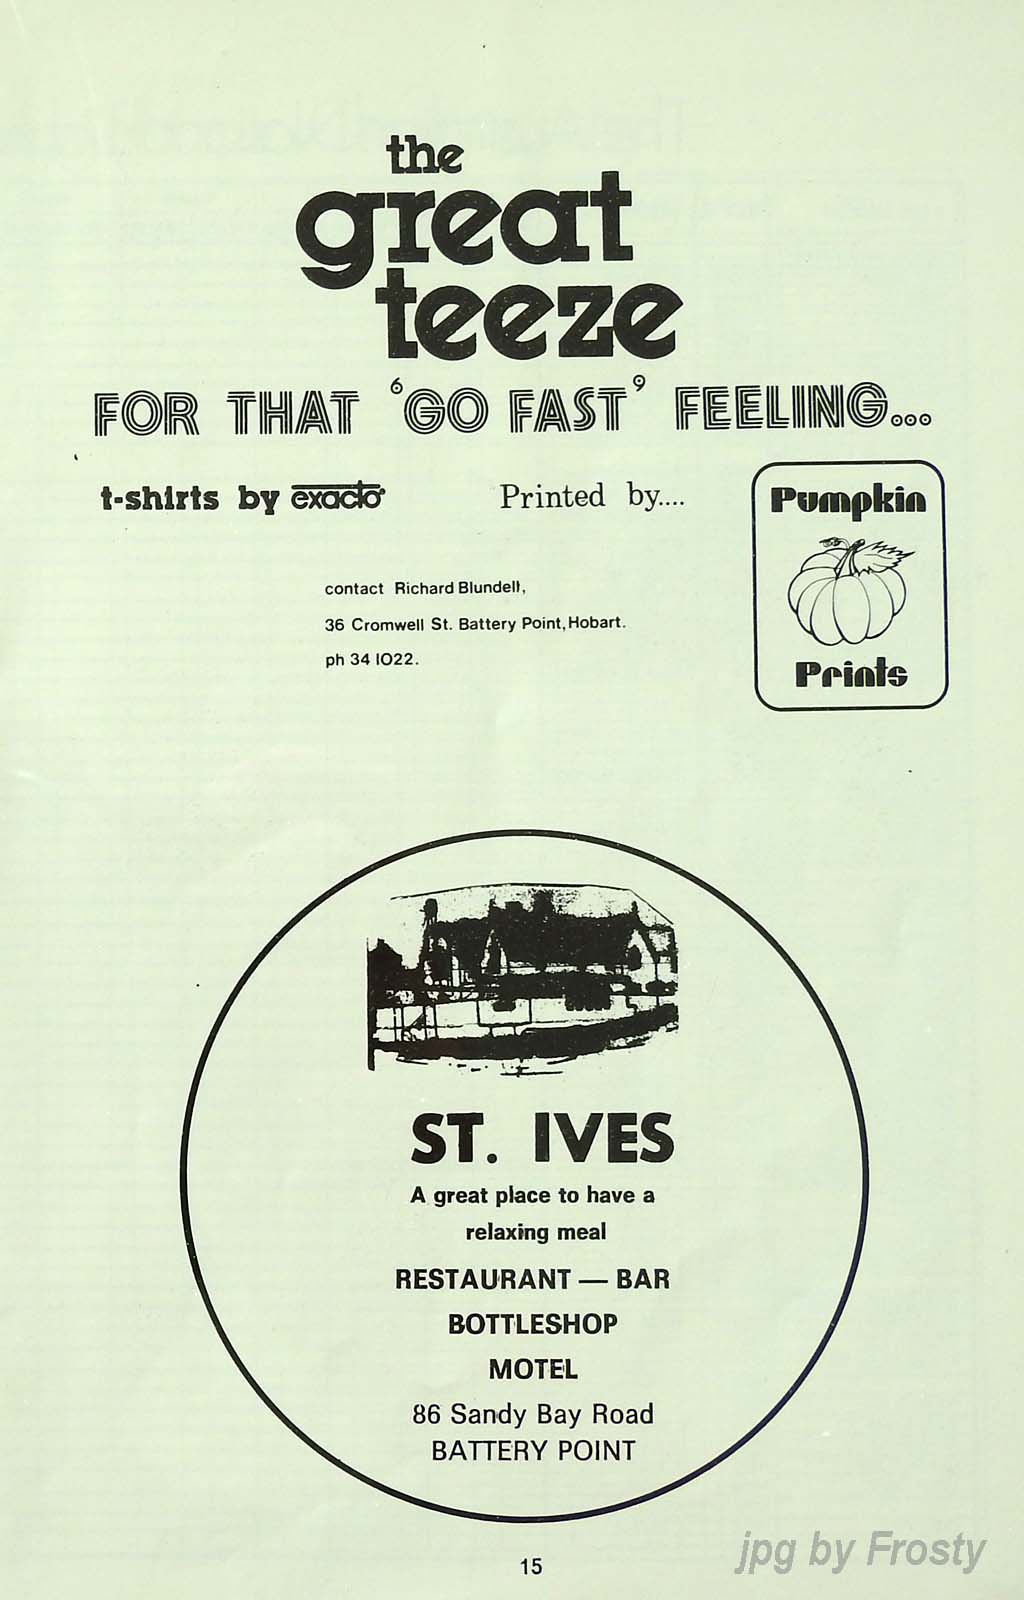 the
great
teeze
FOR THAT ‘GO FAST’ FEELING...
t-shirts by exacto
Printed by....
Pumpkin
Prints
contact Richard Blundell,
36 Cromwell St. Battery Point, Hobart.
ph 34 1022.
ST. IVES
A great place to have a
relaxing meal
RESTAURANT — BAR
BOTTLESHOP
MOTEL
86 Sandy Bay Road
BATTERY POINT
15
jpg by Frosty